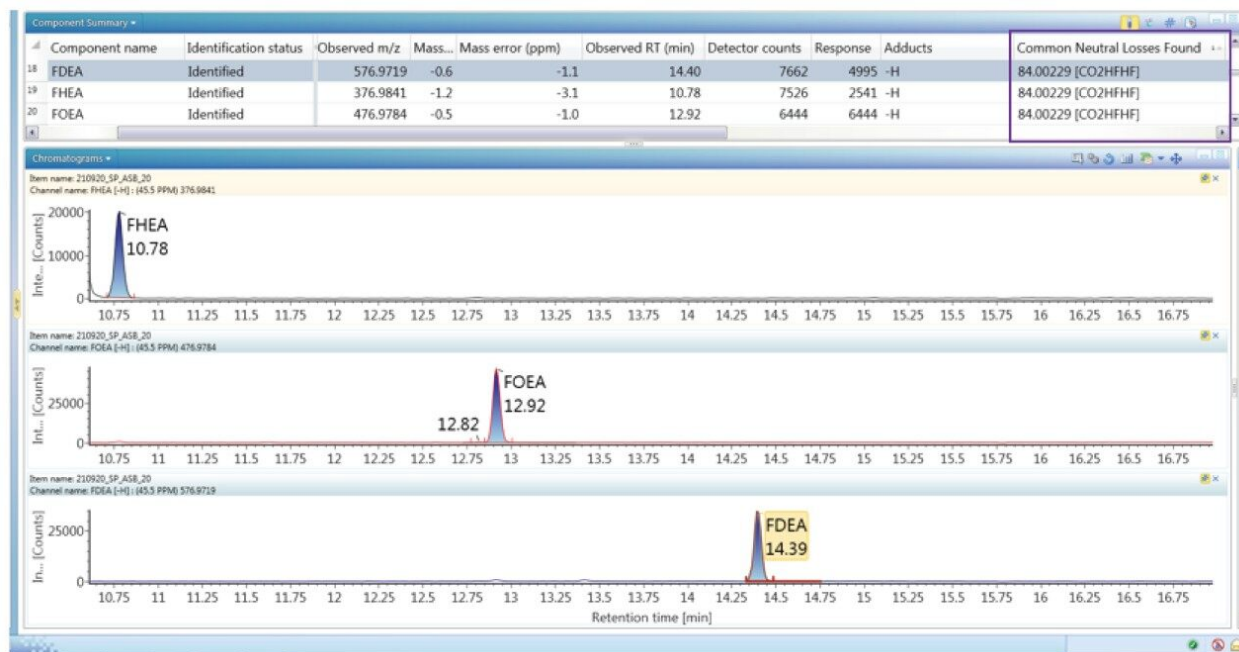 Component Summary
Component name Identification status Observed m/z Mass... Mass error (ppm) Observed RT (min) Detector counts Response Adducts Common Neutral Losses Found
18 FDEA Identified 576.9719 -0.6 -1.1 14.40 7662 4995 -H 84.00229 [CO2HFHF]
19 FHEA Identified 376.9841 -1.2 -3.1 10.78 7526 2541 -H 84.00229 [CO2HFHF]
20 FOEA Identified 476.9784 -0.5 -1.0 12.92 6444 6444 -H 84.00229 [CO2HFHF]
Chromatograms
Item name: 210920_SP_ASB_20
Channel name: FHEA [-H] : (45.5 PPM) 376.9841
Inte... [Counts]
20000
10000
0
FHEA
10.78
10.75 11 11.25 11.5 11.75 12 12.25 12.5 12.75 13 13.25 13.5 13.75 14 14.25 14.5 14.75 15 15.25 15.5 15.75 16 16.25 16.5 16.75
Item name: 210920_SP_ASB_20
Channel name: FOEA [-H] : (45.5 PPM) 476.9784
Int... [Counts]
25000
0
12.82
FOEA
12.92
10.75 11 11.25 11.5 11.75 12 12.25 12.5 12.75 13 13.25 13.5 13.75 14 14.25 14.5 14.75 15 15.25 15.5 15.75 16 16.25 16.5 16.75
Item name: 210920_SP_ASB_20
Channel name: FDEA [-H] : (45.5 PPM) 576.9719
In... [Counts]
25000
0
FDEA
14.39
10.75 11 11.25 11.5 11.75 12 12.25 12.5 12.75 13 13.25 13.5 13.75 14 14.25 14.5 14.75 15 15.25 15.5 15.75 16 16.25 16.5 16.75
Retention time [min]